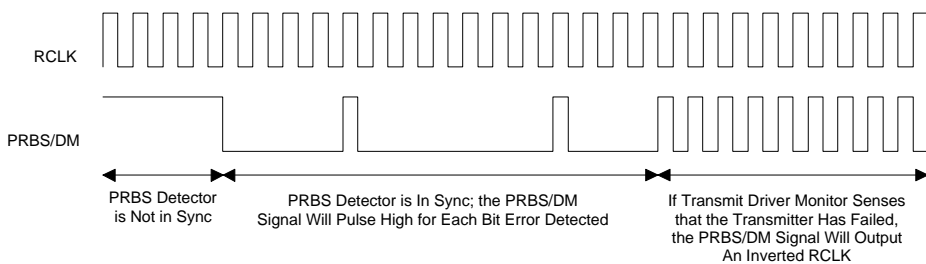 RCLK
PRBS/DM
PRBS Detector
is Not in Sync
PRBS Detector is In Sync; the PRBS/DM
Signal Will Pulse High for Each Bit Error Detected
If Transmit Driver Monitor Senses
that the Transmitter Has Failed,
the PRBS/DM Signal Will Output
An Inverted RCLK